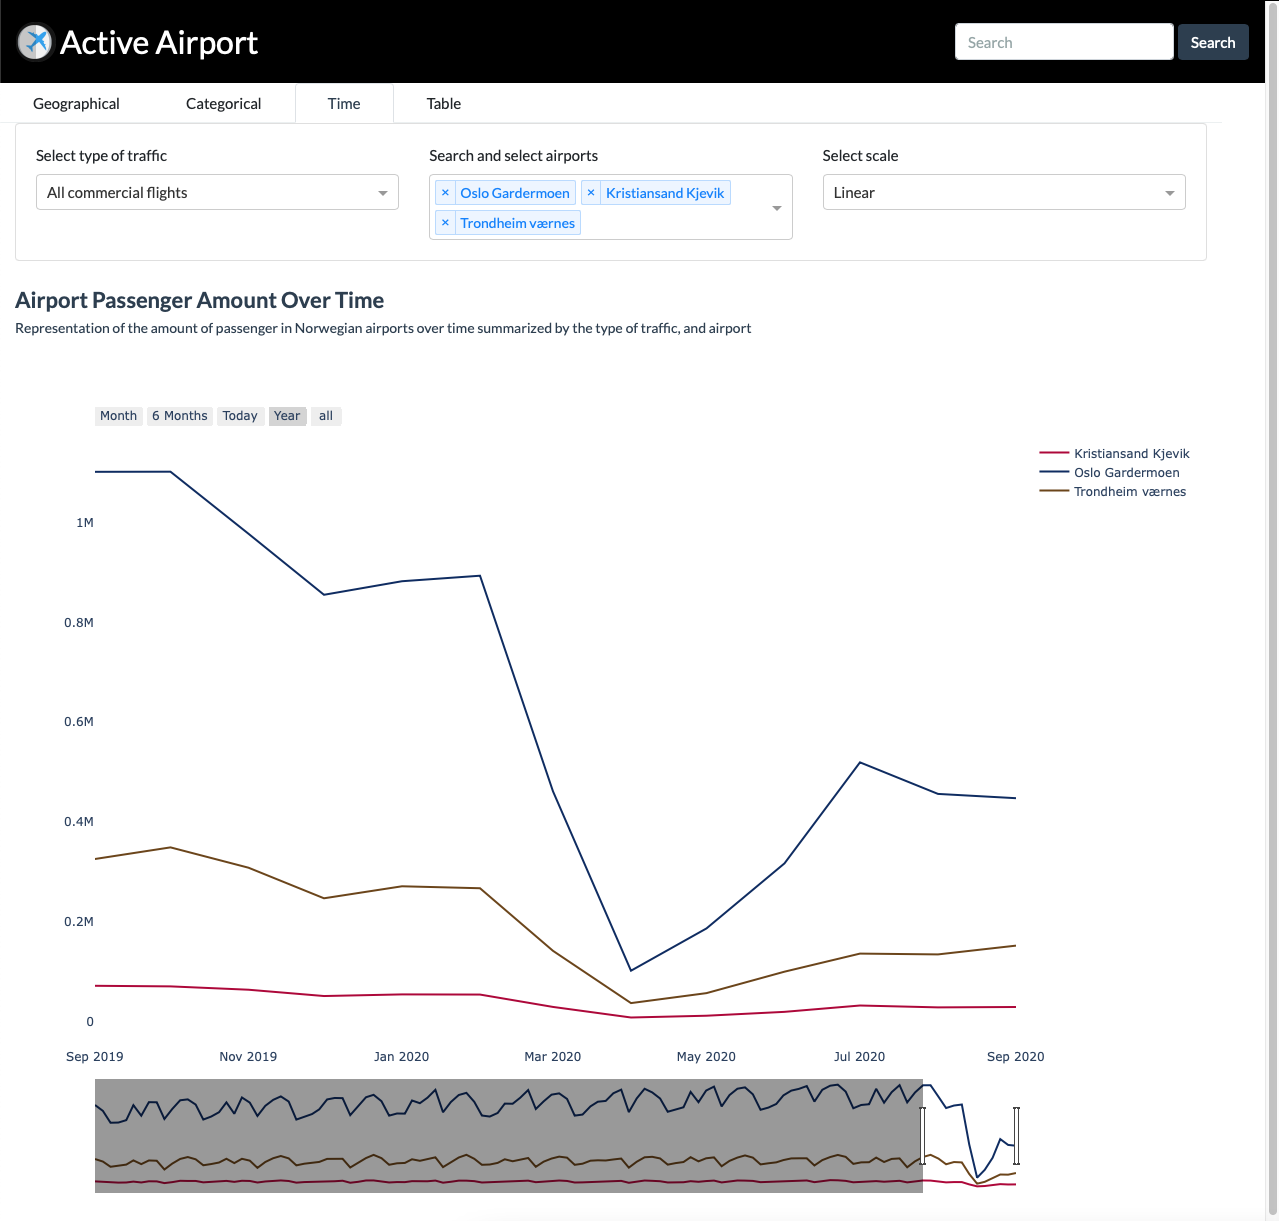 Active Airport
Search
Search
Geographical
Categorical
Time
Table
Select type of traffic
All commercial flights
Search and select airports
× Oslo Gardermoen
× Kristiansand Kjevik
× Trondheim værnes
Select scale
Linear
Airport Passenger Amount Over Time
Representation of the amount of passenger in Norwegian airports over time summarized by the type of traffic, and airport
Month
6 Months
Today
Year
all
Kristiansand Kjevik
Oslo Gardermoen
Trondheim værnes
1M
0.8M
0.6M
0.4M
0.2M
0
Sep 2019
Nov 2019
Jan 2020
Mar 2020
May 2020
Jul 2020
Sep 2020